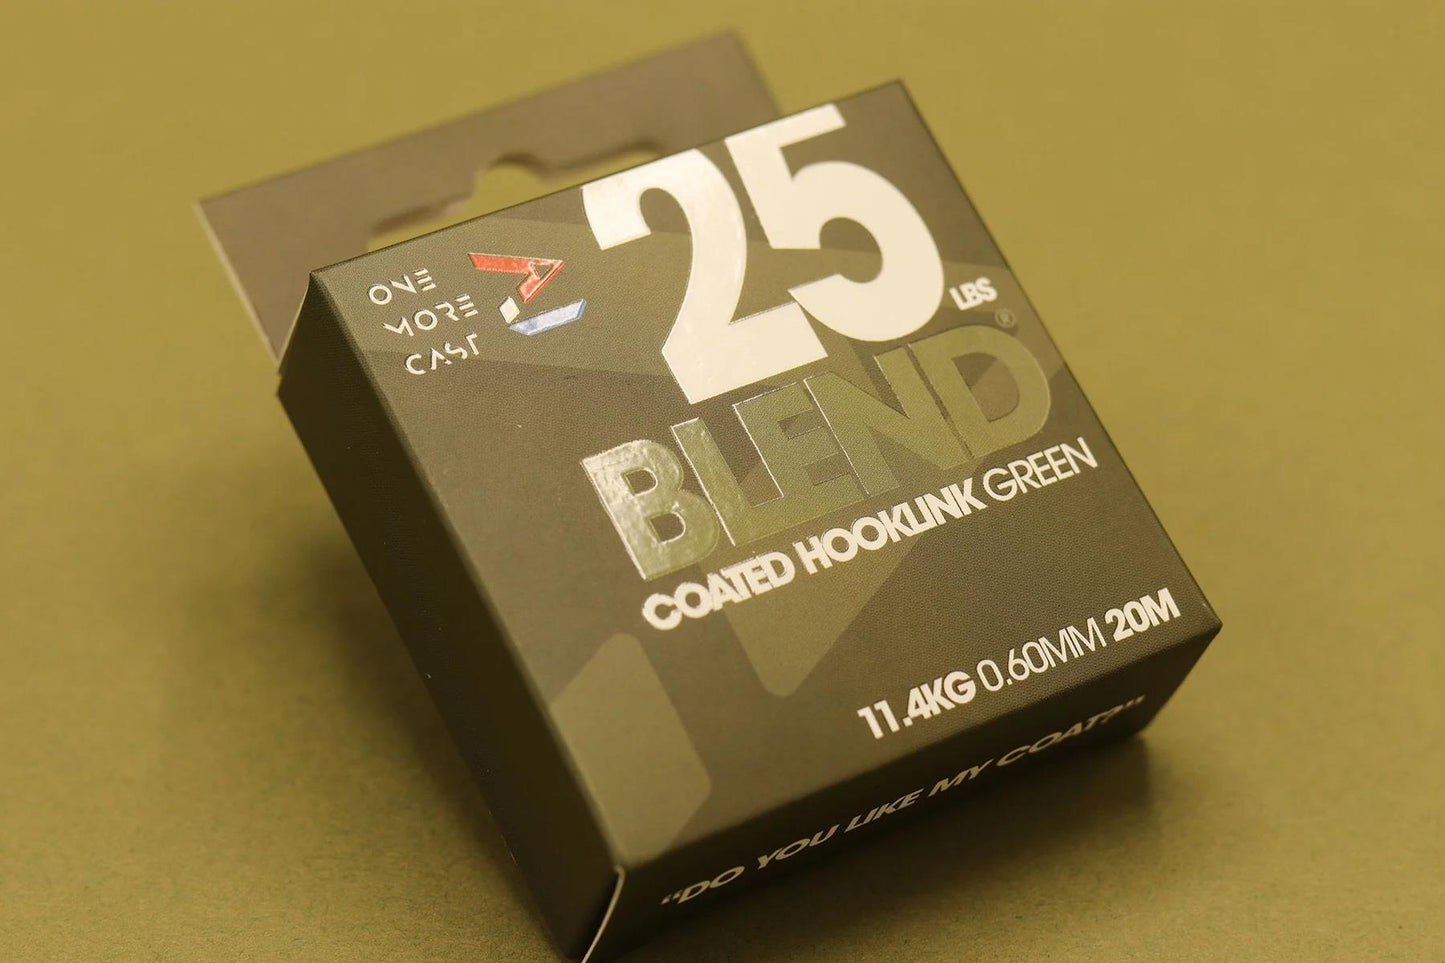 ONE
MORE
CAST
25
LBS
BLEND®
COATED HOOKLINK GREEN
11.4KG 0.60MM 20M
“DO YOU LIKE MY COAT?”